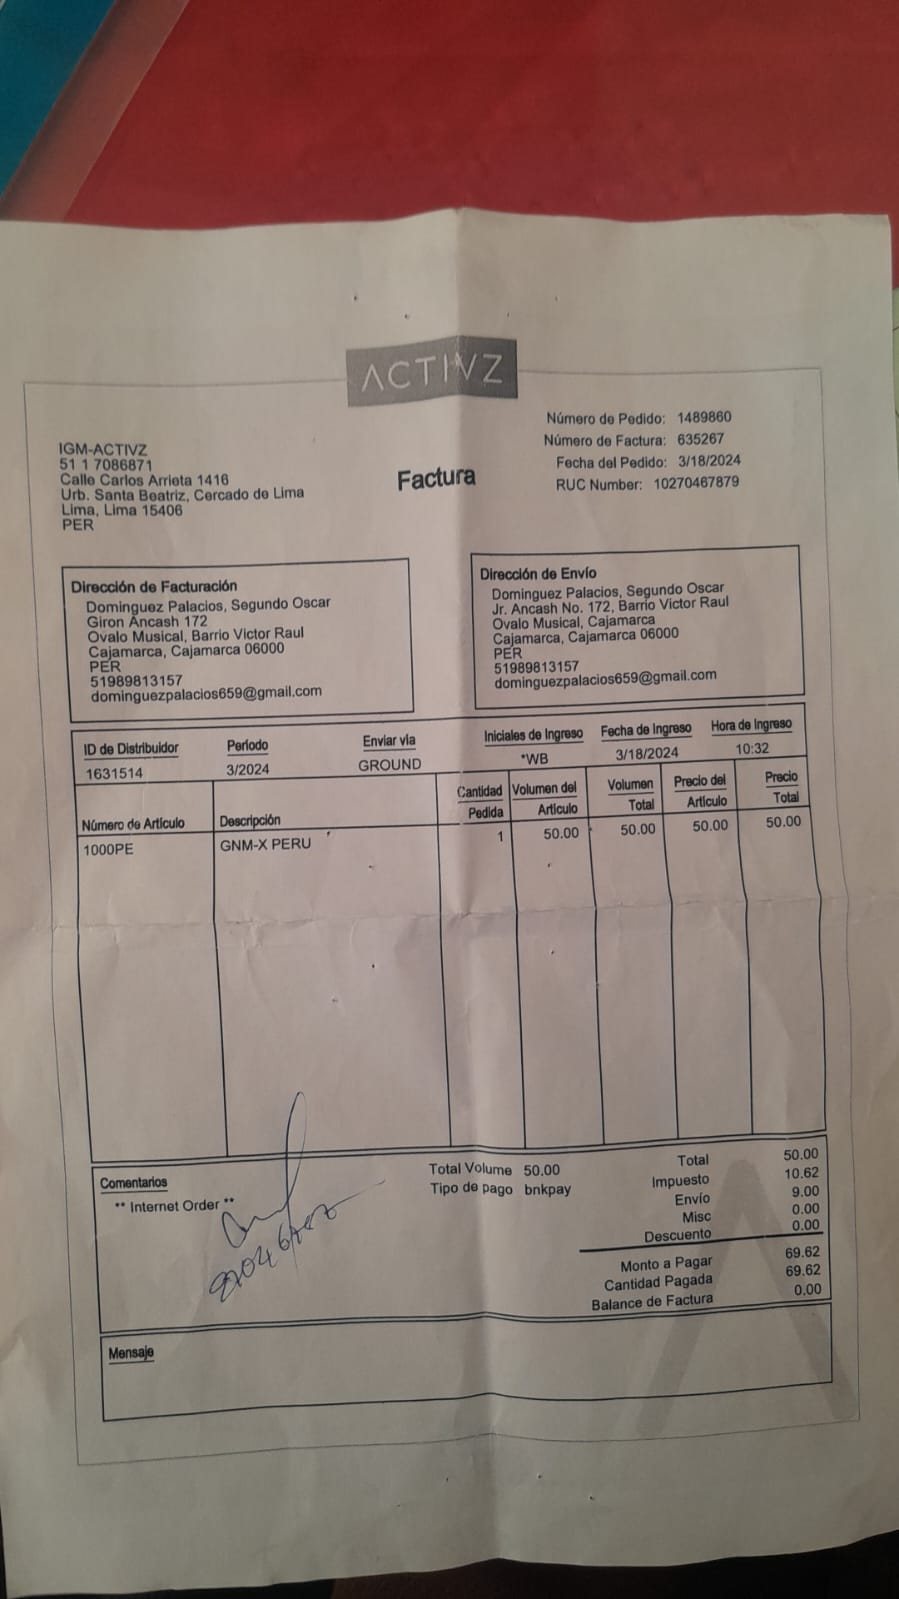 ACTIVZ
IGM-ACTIVZ
51 1 7086871
Calle Carlos Arrieta 1416
Urb. Santa Beatriz, Cercado de Lima
Lima, Lima 15406
PER
Factura
Número de Pedido: 1489860
Número de Factura: 635267
Fecha del Pedido: 3/18/2024
RUC Number: 10270467879
Dirección de Facturación
Dominguez Palacios, Segundo Oscar
Giron Ancash 172
Ovalo Musical, Barrio Victor Raul
Cajamarca, Cajamarca 06000
PER
51989813157
dominguezpalacios659@gmail.com
Dirección de Envío
Dominguez Palacios, Segundo Oscar
Jr. Ancash No. 172, Barrio Victor Raul
Ovalo Musical, Cajamarca
Cajamarca, Cajamarca 06000
PER
51989813157
dominguezpalacios659@gmail.com
ID de Distribuidor Período Enviar via Iniciales de Ingreso Fecha de Ingreso Hora de Ingreso
1631514 3/2024 GROUND *WB 3/18/2024 10:32
Número de Artículo Descripción Cantidad Pedida Volumen del Artículo Volumen Total Precio del Artículo Precio Total
1000PE GNM-X PERU 1 50.00 50.00 50.00 50.00
Comentarios
** Internet Order **
Total Volume 50.00
Tipo de pago bnkpay
Total 50.00
Impuesto 10.62
Envío 9.00
Misc 0.00
Descuento 0.00
Monto a Pagar 69.62
Cantidad Pagada 69.62
Balance de Factura 0.00
Mensaje